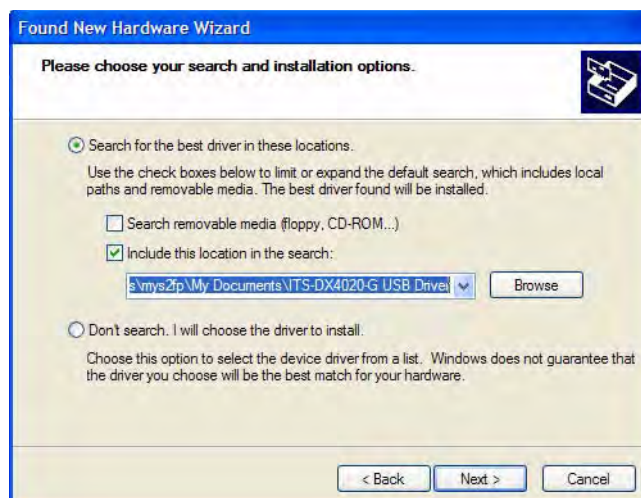 Found New Hardware Wizard
Please choose your search and installation options.
Search for the best driver in these locations.
Use the check boxes below to limit or expand the default search, which includes local
paths and removable media. The best driver found will be installed.
Search removable media (floppy, CD-ROM...)
Include this location in the search:
s\mys2fp\My Documents\ITS-DX4020-G USB Driver
Browse
Don't search. I will choose the driver to install.
Choose this option to select the device driver from a list. Windows does not guarantee that
the driver you choose will be the best match for your hardware.
< Back
Next >
Cancel